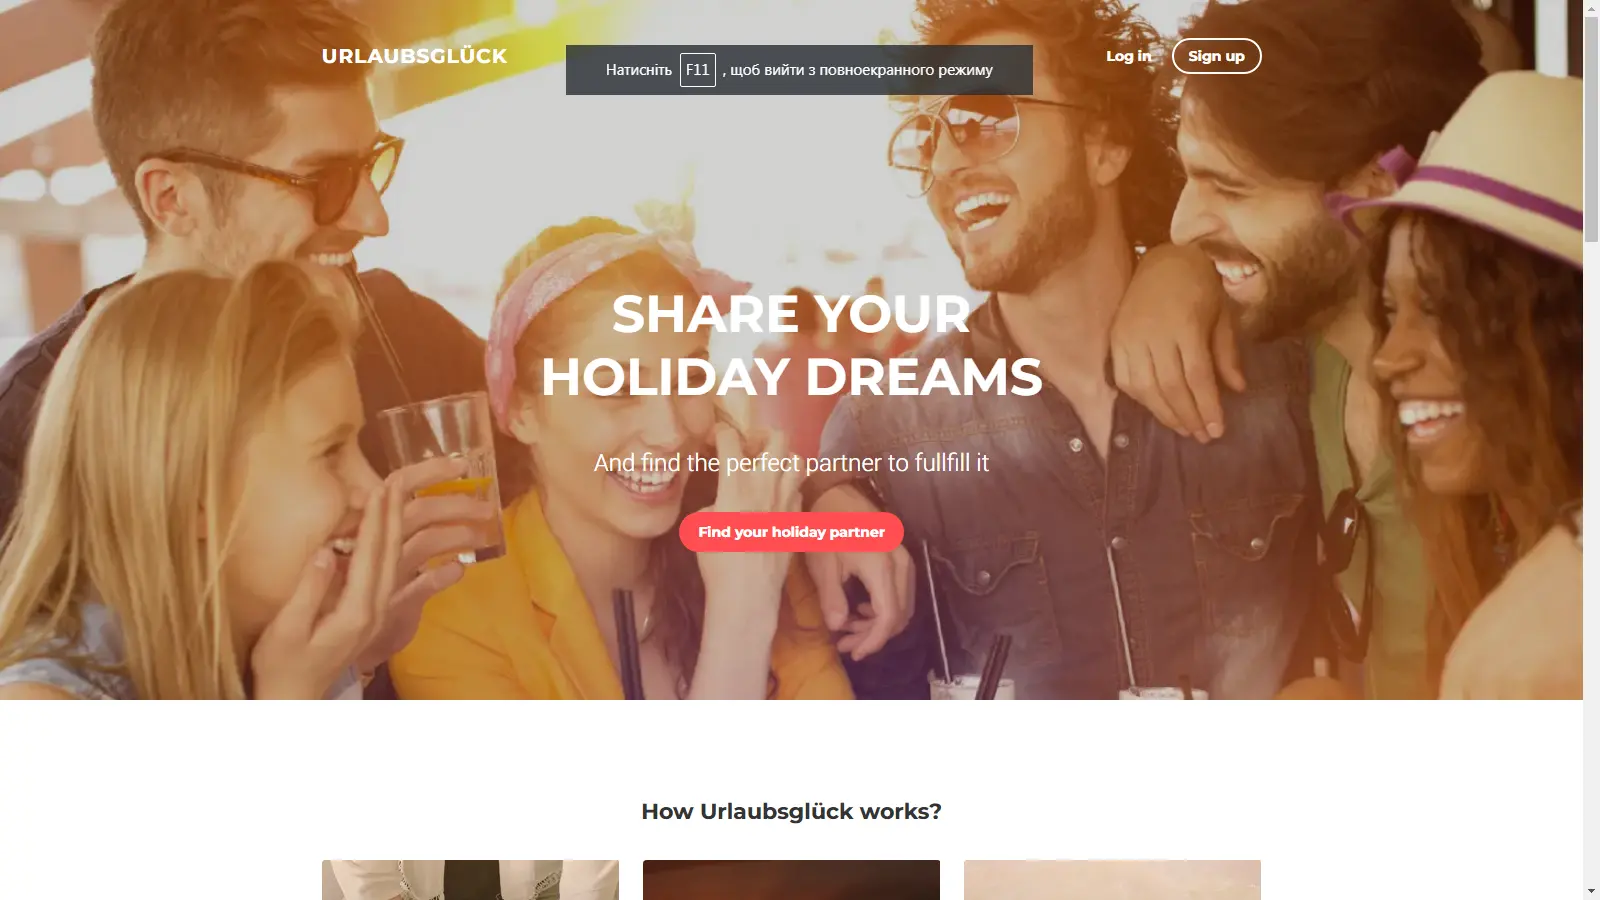 URLAUBSGLÜCK
Натисніть F11 , щоб вийти з повноекранного режиму
Log in
Sign up
SHARE YOUR
HOLIDAY DREAMS
And find the perfect partner to fullfill it
Find your holiday partner
How Urlaubsglück works?